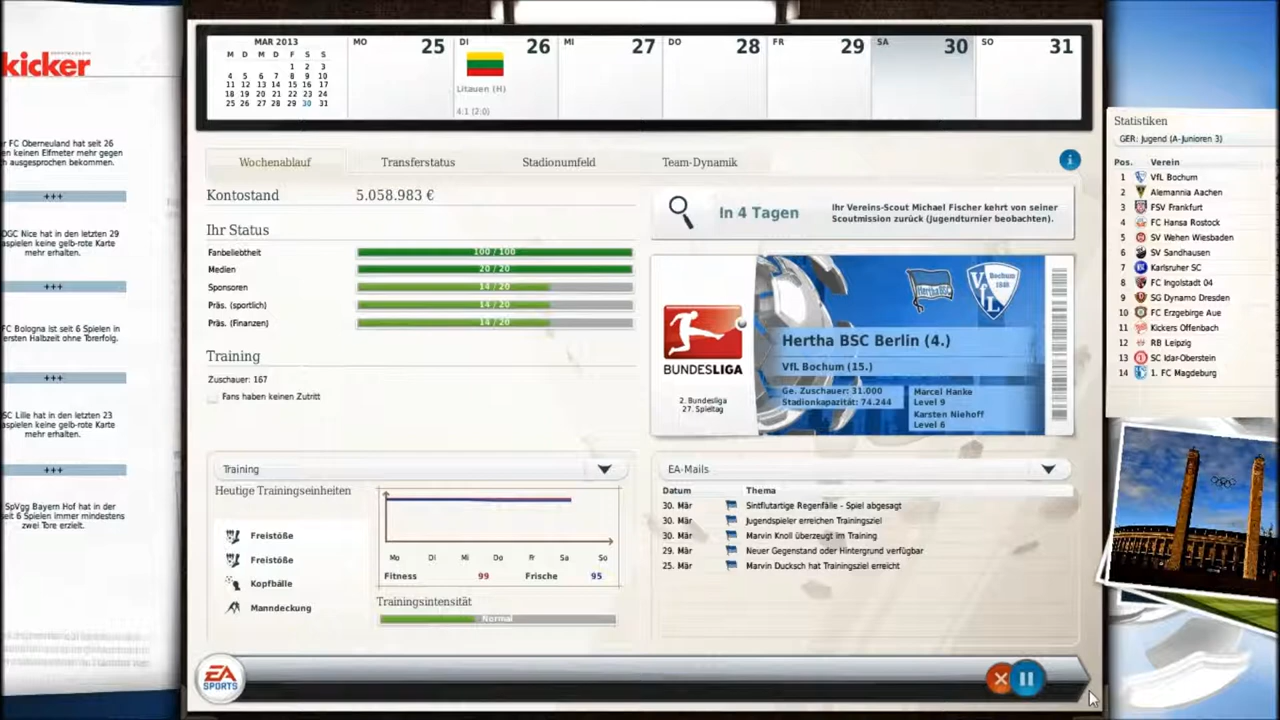 kicker
r FC Oberneuland hat seit 26
en keinen Elfmeter mehr gegen
h ausgesprochen bekommen.
+++
OGC Nice hat in den letzten 29
aspielen keine gelb-rote Karte
mehr erhalten.
+++
FC Bologna ist seit 6 Spielen in
ersten Halbzeit ohne Torerfolg.
+++
SC Lille hat in den letzten 23
aspielen keine gelb-rote Karte
mehr erhalten.
+++
SpVgg Bayern Hof hat in der
seit 6 Spielen immer mindestens
zwei Tore erzielt.
MAR 2013
M D M D F S S
1 2 3
4 5 6 7 8 9 10
11 12 13 14 15 16 17
18 19 20 21 22 23 24
25 26 27 28 29 30 31
MO 25
DI 26
Litauen (H)
4:1 (2:0)
MI 27
DO 28
FR 29
SA 30
SO 31
Wochenablauf Transferstatus Stadionumfeld Team-Dynamik
i
Kontostand 5.058.983 €
Ihr Status
Fanbeliebtheit 100 / 100
Medien 20 / 20
Sponsoren 14 / 20
Präs. (sportlich) 14 / 20
Präs. (Finanzen) 14 / 20
Training
Zuschauer: 167
Fans haben keinen Zutritt
In 4 Tagen
Ihr Vereins-Scout Michael Fischer kehrt von seiner
Scoutmission zurück (Jugendturnier beobachten).
BUNDESLIGA
2. Bundesliga
27. Spieltag
Hertha BSC
Bochum
1848
VfL
Hertha BSC Berlin (4.)
VfL Bochum (15.)
Ge. Zuschauer: 31.000
Stadionkapazität: 74.244
Marcel Hanke
Level 9
Karsten Niehoff
Level 6
Training
Heutige Trainingseinheiten
Freistöße
Freistöße
Kopfbälle
Manndeckung
Mo Di Mi Do Fr Sa So
Fitness 99 Frische 95
Trainingsintensität
Normal
EA-Mails
Datum Thema
30. Mär Sintflutartige Regenfälle - Spiel abgesagt
30. Mär Jugendspieler erreichen Trainingsziel
30. Mär Marvin Knoll überzeugt im Training
29. Mär Neuer Gegenstand oder Hintergrund verfügbar
25. Mär Marvin Ducksch hat Trainingsziel erreicht
EA
SPORTS
Statistiken
GER: Jugend (A-Junioren 3)
Pos. Verein
1 VfL Bochum
2 Alemannia Aachen
3 FSV Frankfurt
4 FC Hansa Rostock
5 SV Wehen Wiesbaden
6 SV Sandhausen
7 Karlsruher SC
8 FC Ingolstadt 04
9 SG Dynamo Dresden
10 FC Erzgebirge Aue
11 Kickers Offenbach
12 RB Leipzig
13 SC Idar-Oberstein
14 1. FC Magdeburg